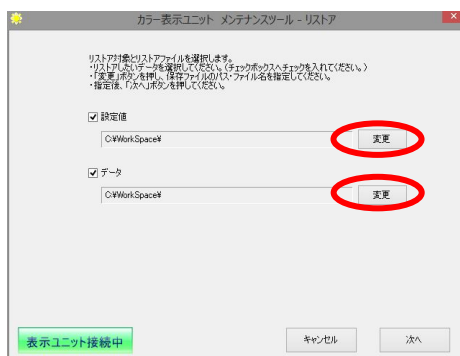 カラー表示ユニット メンテナンスツール - リストア
リストア対象とリストアファイルを選択します。
・リストアしたいデータを選択してください。（チェックボックスへチェックを入れてください。）
・「変更」ボタンを押し、保存ファイルのパス・ファイル名を指定してください。
・指定後、「次へ」ボタンを押してください。
設定値
C:¥WorkSpace¥
変更
データ
C:¥WorkSpace¥
変更
表示ユニット接続中
キャンセル
次へ